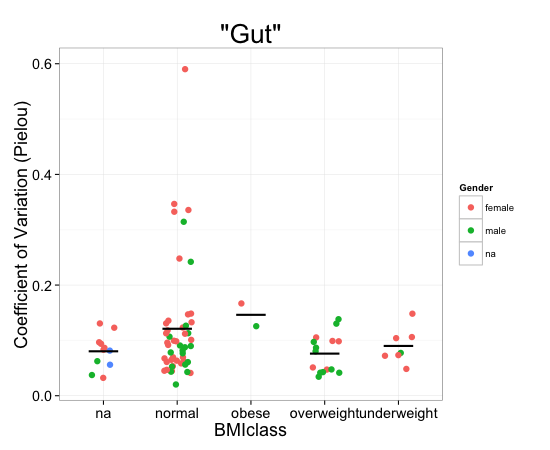 "Gut"
Coefficient of Variation (Pielou)
0.6
0.4
0.2
0.0
na normal obese overweight underweight
BMIclass
Gender
female
male
na